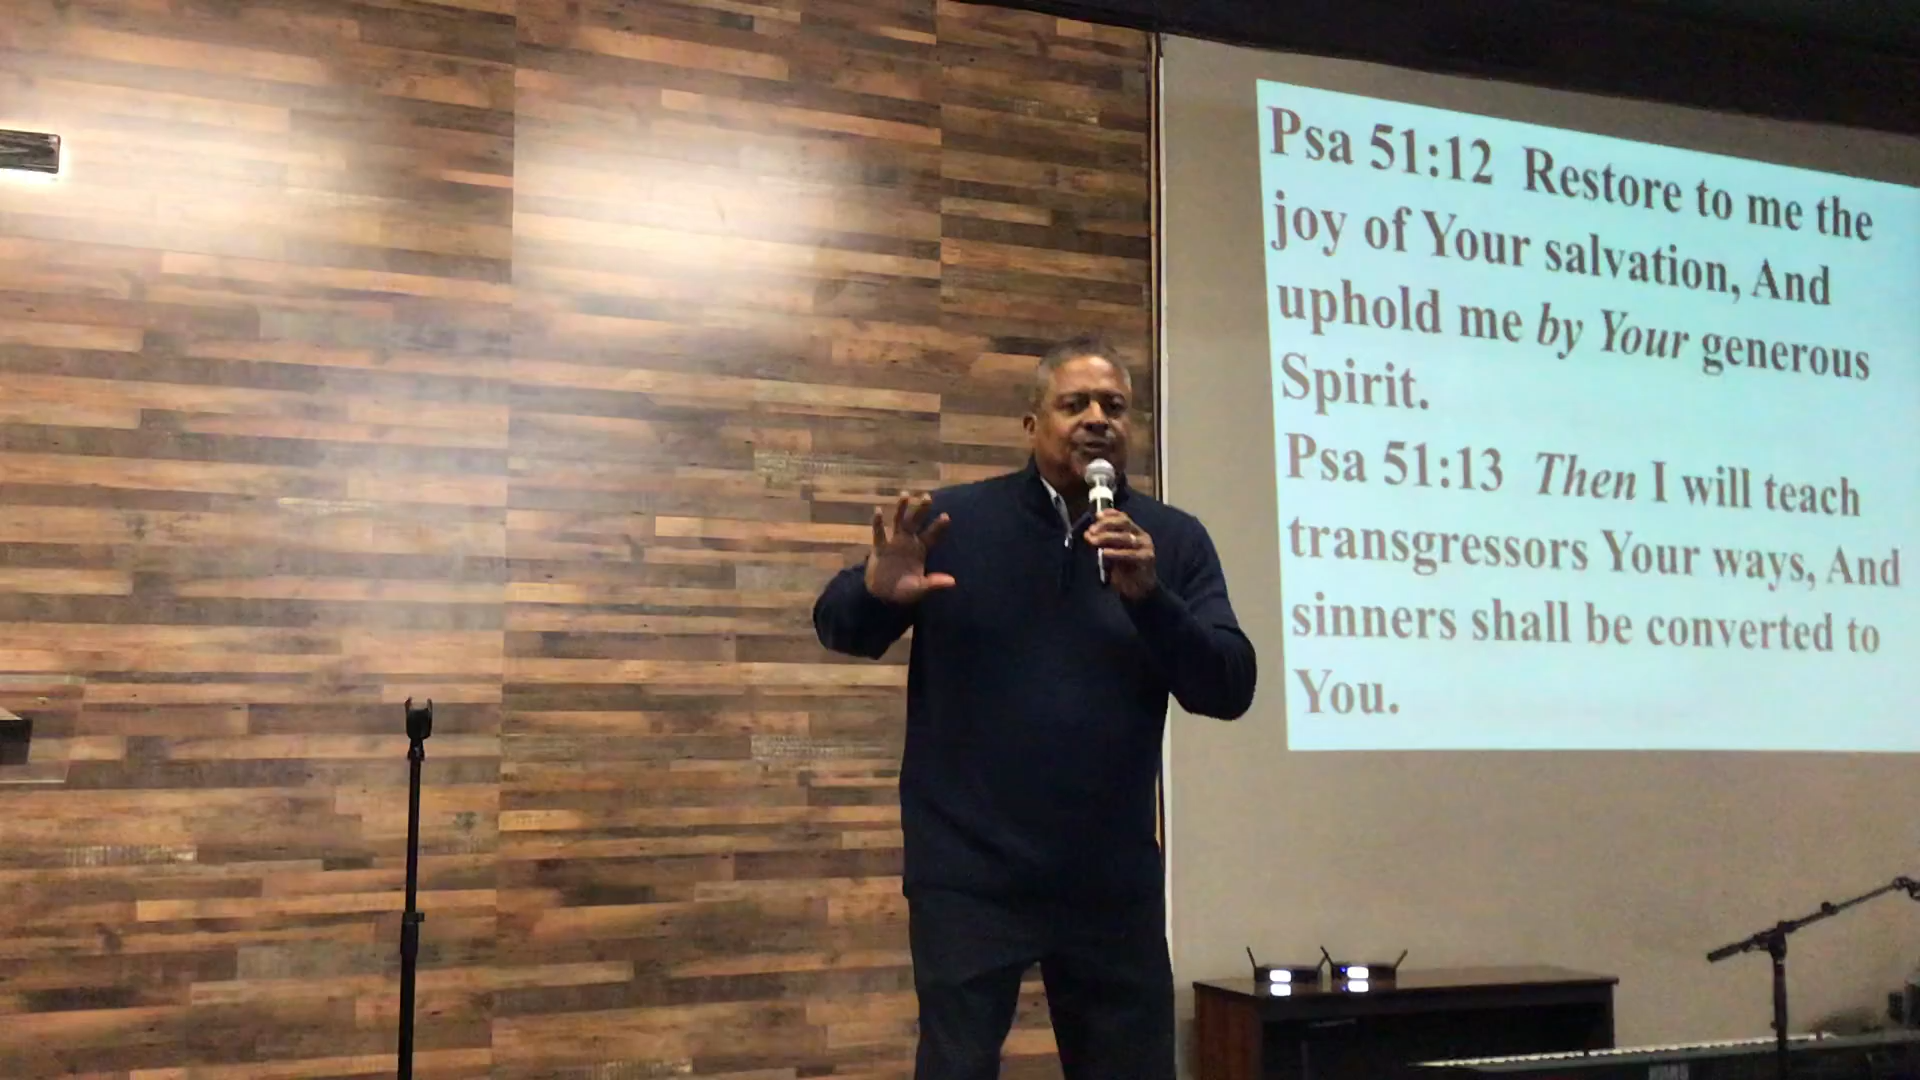 Psa 51:12 Restore to me the
joy of Your salvation, And
uphold me by Your generous
Spirit.
Psa 51:13 Then I will teach
transgressors Your ways, And
sinners shall be converted to
You.
KORG